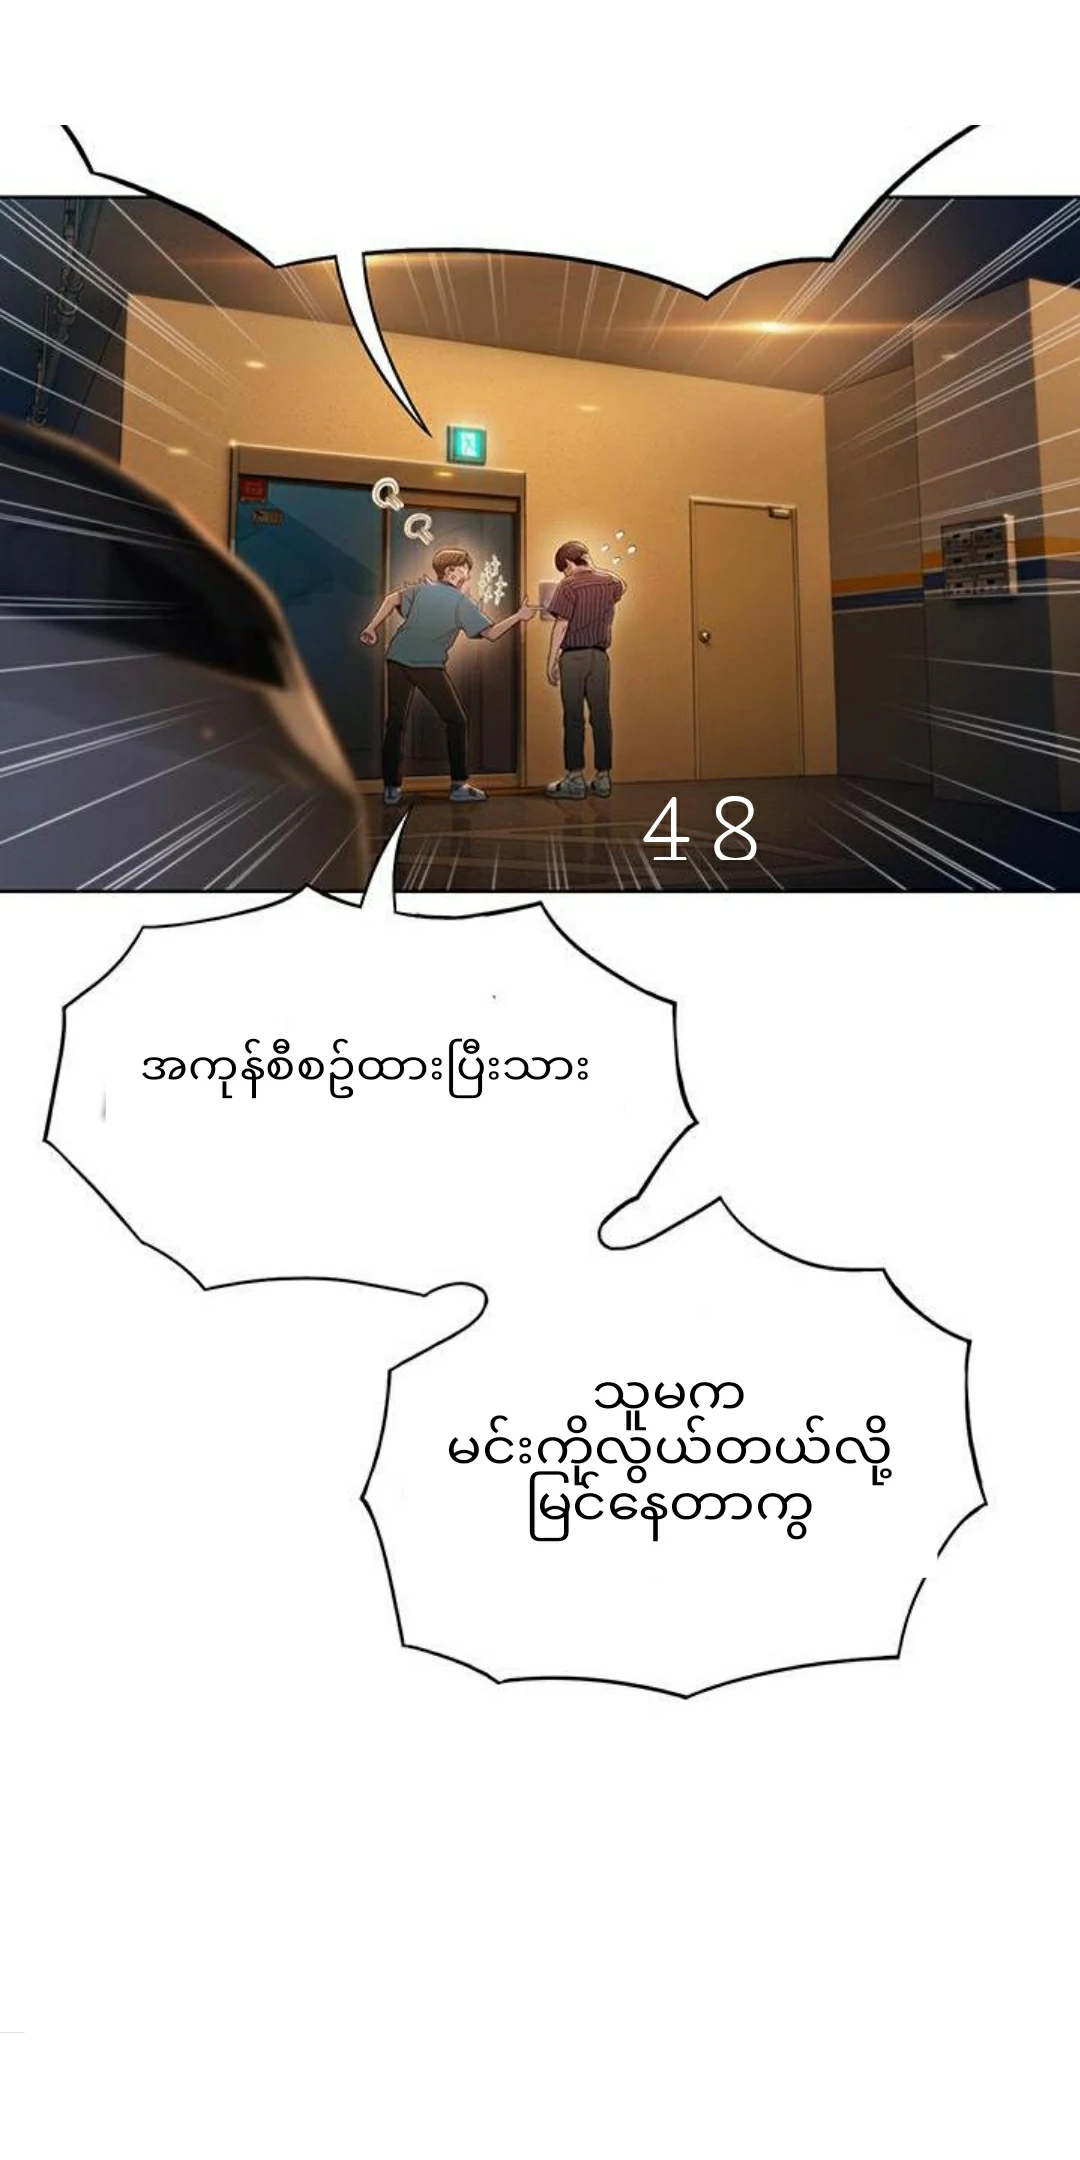 48
အကုန်စီစဥ်ထားပြီးသား
သူမက
မင်းကိုလွယ်တယ်လို့
မြင်နေတာကွ